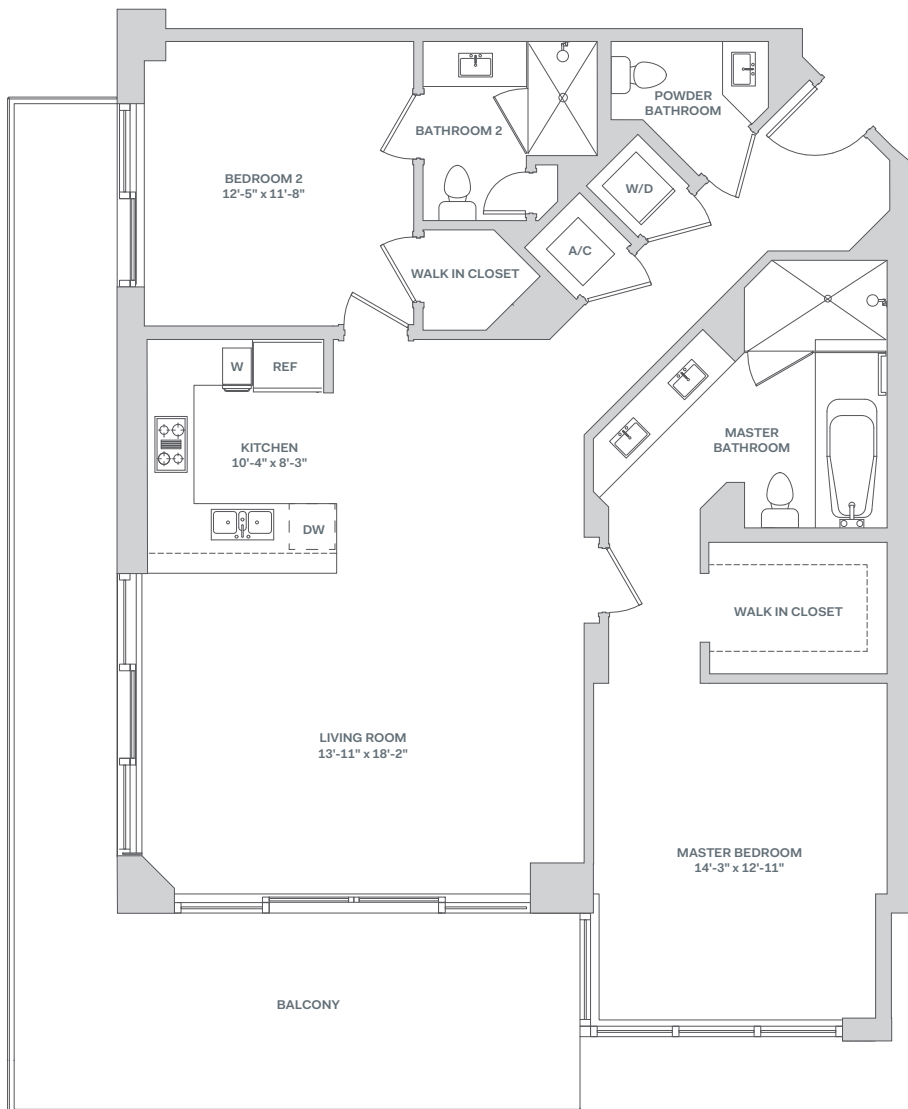 POWDER
BATHROOM
BATHROOM 2
BEDROOM 2
12'-5" x 11'-8"
W/D
A/C
WALK IN CLOSET
W
REF
KITCHEN
10'-4" x 8'-3"
DW
MASTER
BATHROOM
WALK IN CLOSET
LIVING ROOM
13'-11" x 18'-2"
MASTER BEDROOM
14'-3" x 12'-11"
BALCONY